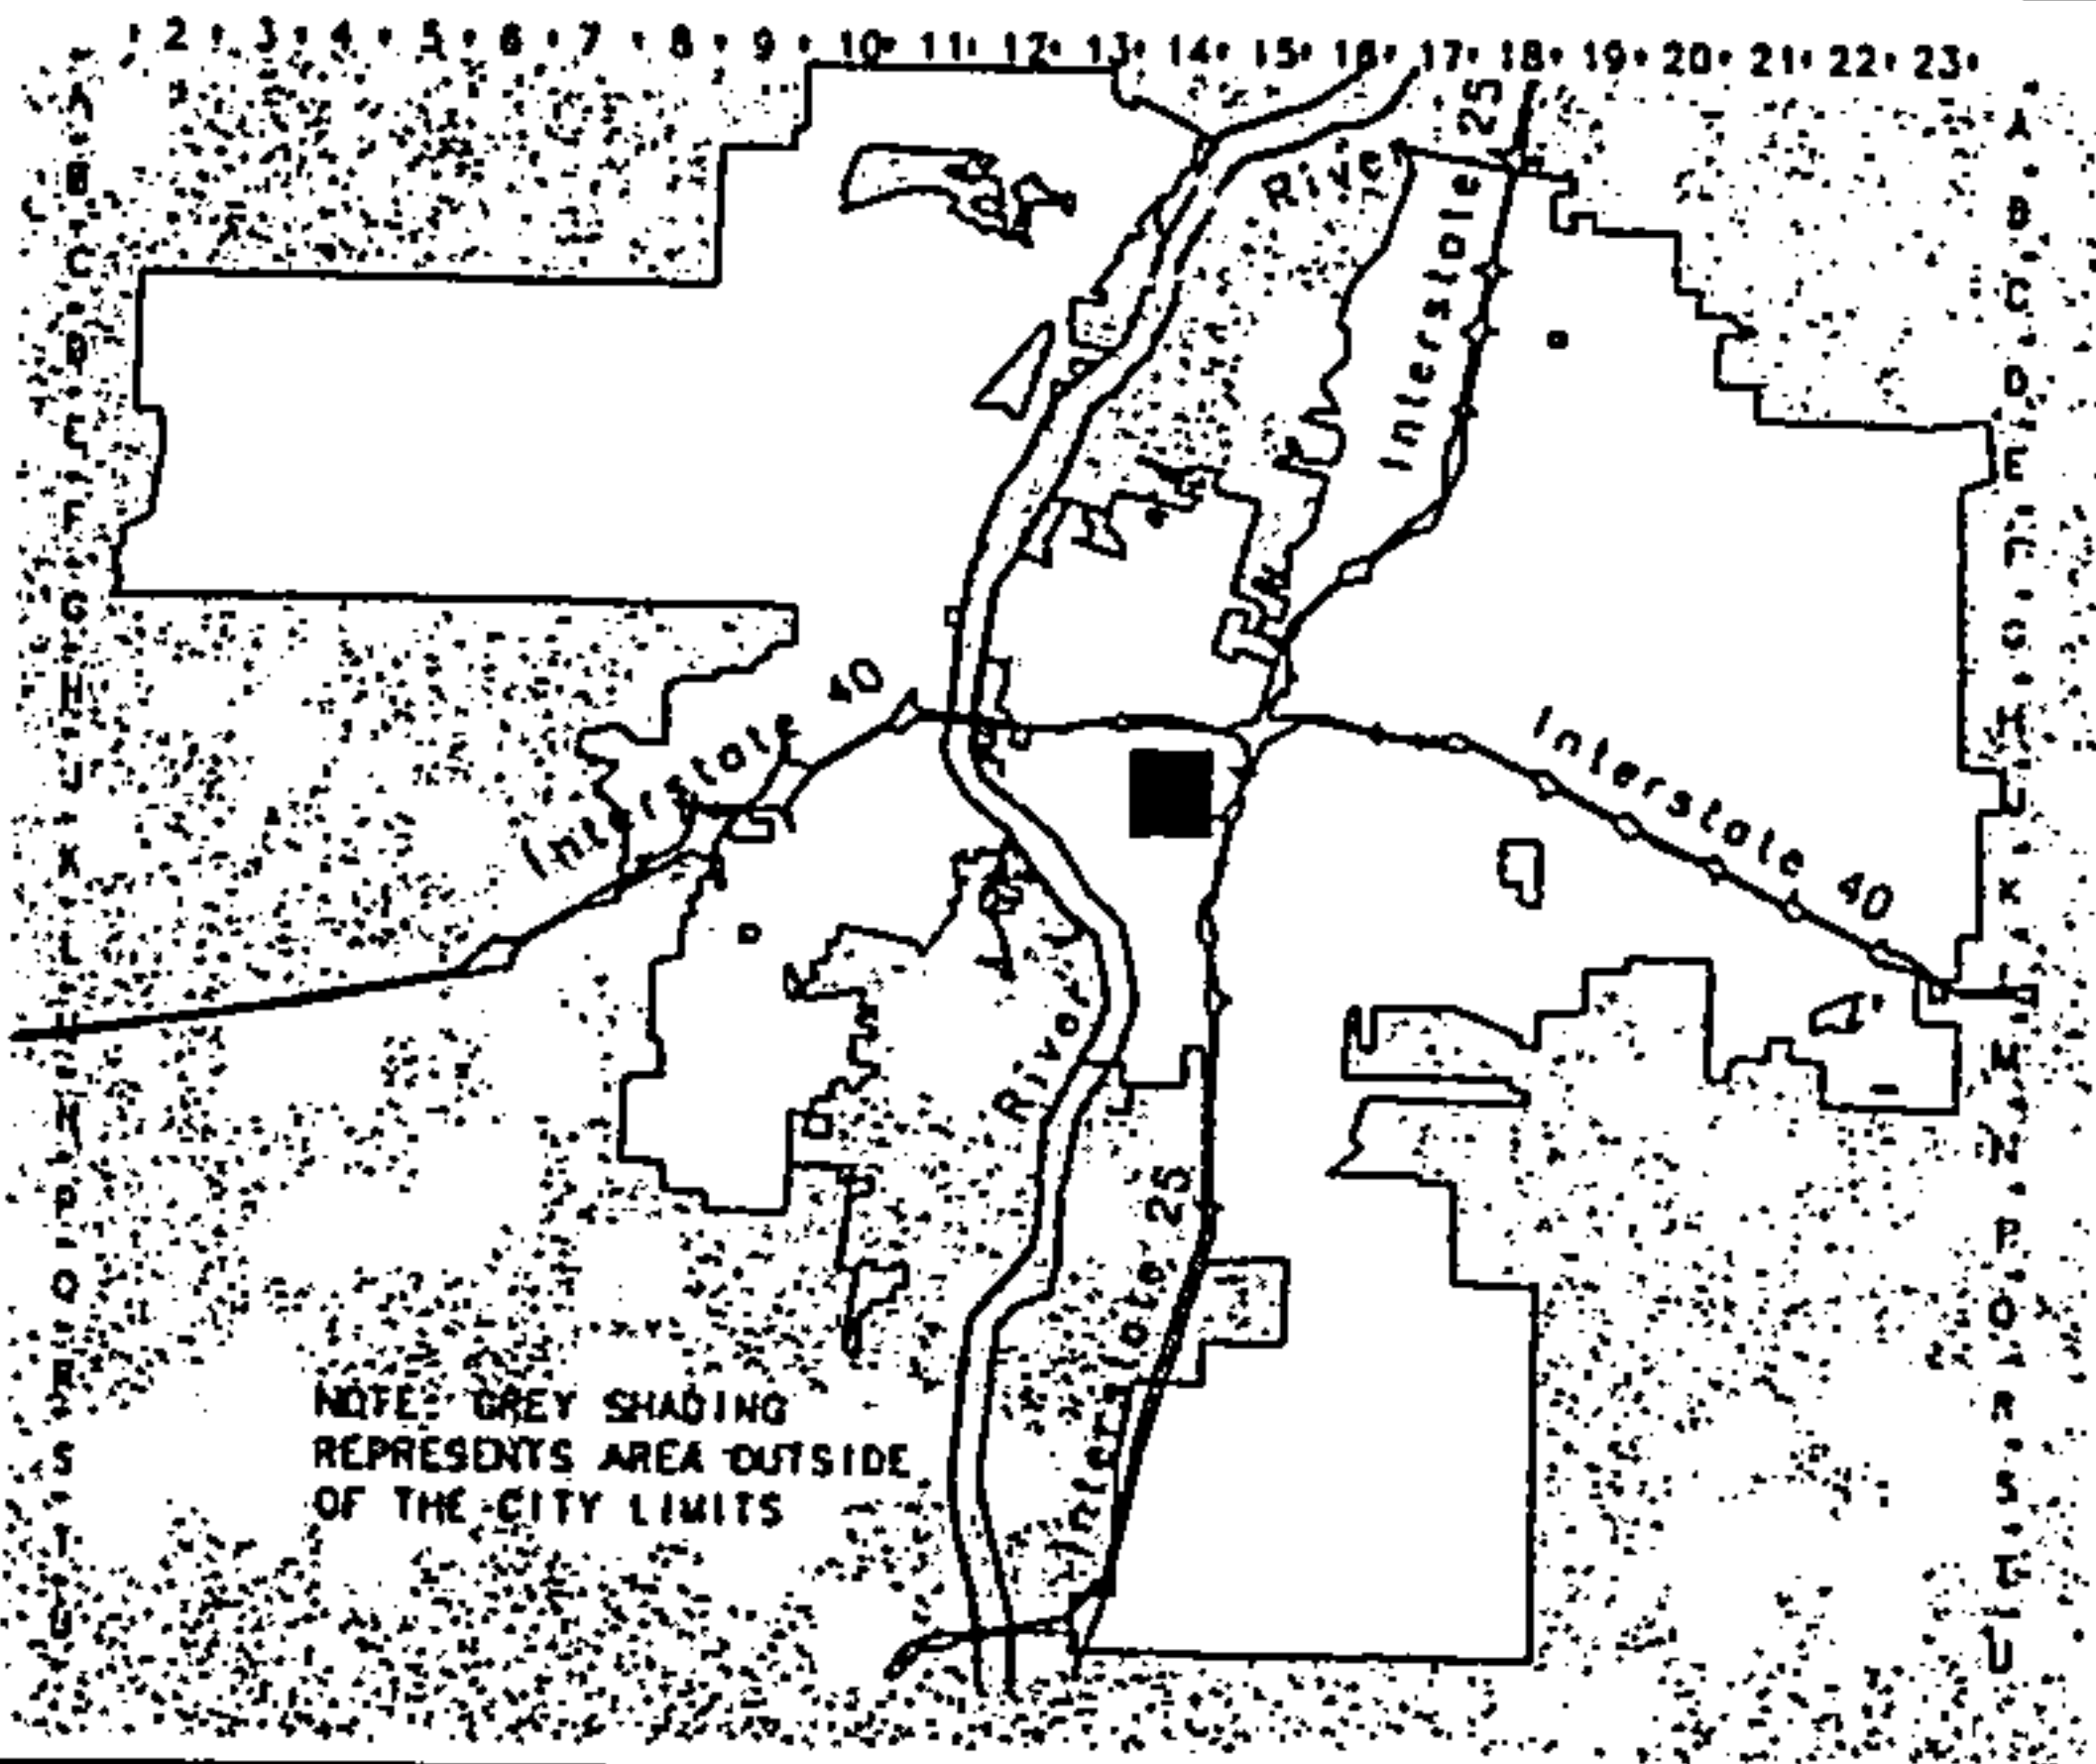 2 3 4 5 6 7 8 9 10 11 12 13 14 15 16 17 18 19 20 21 22 23
A
B
C
D
E
F
G
H
J
K
L
M
N
P
Q
R
S
T
U
River
Interstate 25
Interstate 40
Interstate 40
River
Interstate 25
NOTE: GREY SHADING
REPRESENTS AREA OUTSIDE
OF THE CITY LIMITS
A
B
C
D
E
F
G
H
J
K
L
M
N
P
Q
R
S
T
U